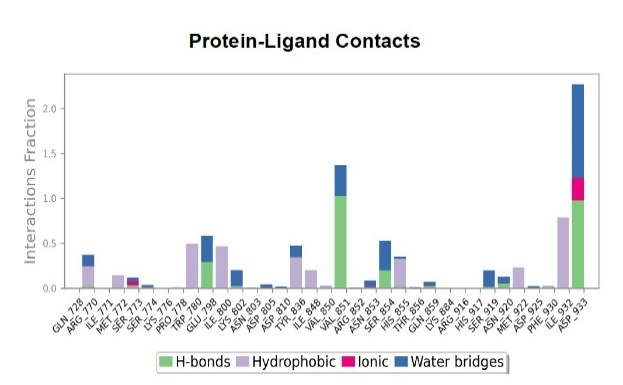 Protein-Ligand Contacts
Interactions Fraction
2.0
1.5
1.0
0.5
0.0
GLN_728
ARG_770
ILE_771
MET_772
SER_773
SER_774
LYS_776
PRO_778
TRP_780
GLU_798
ILE_800
LYS_802
ASN_803
ASP_805
ASP_810
TYR_836
ILE_848
VAL_850
VAL_851
ARG_852
ASN_853
SER_854
HIS_855
THR_856
GLN_859
LYS_884
ARG_916
HIS_917
SER_919
ASN_920
MET_922
ASP_925
PHE_930
ILE_932
ASP_933
H-bonds Hydrophobic Ionic Water bridges